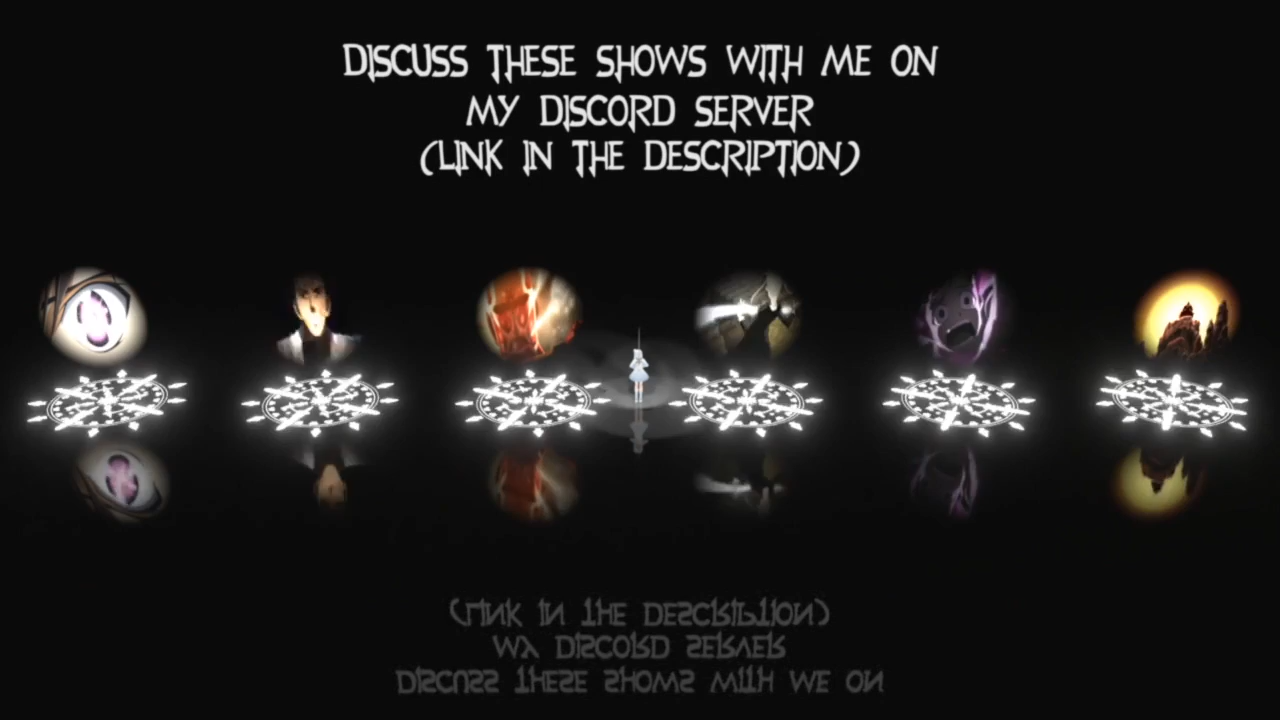 DISCUSS THESE SHOWS WITH ME ON
MY DISCORD SERVER
(LINK IN THE DESCRIPTION)